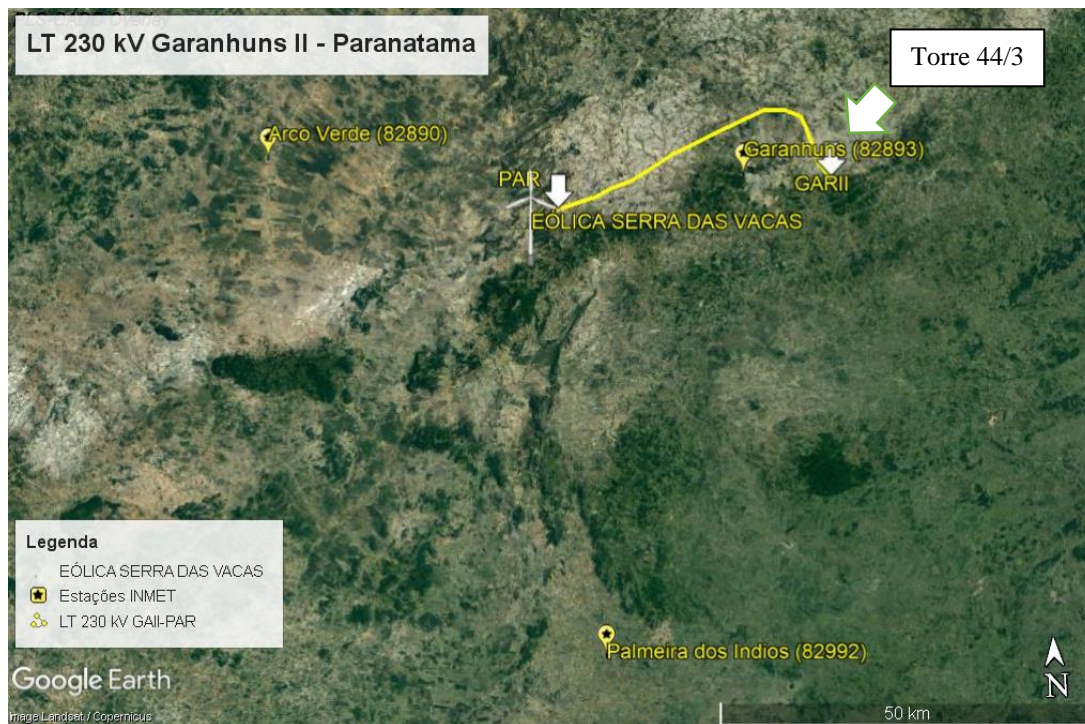 LT 230 kV Garanhuns II - Paranatama
Torre 44/3
Arco Verde (82890)
Garanhuns (82893)
PAR
GARII
EÓLICA SERRA DAS VACAS
Legenda
EÓLICA SERRA DAS VACAS
Estações INMET
LT 230 kV GAII-PAR
Palmeira dos Indios (82992)
Google Earth
N
Image Landsat / Copernicus
50 km